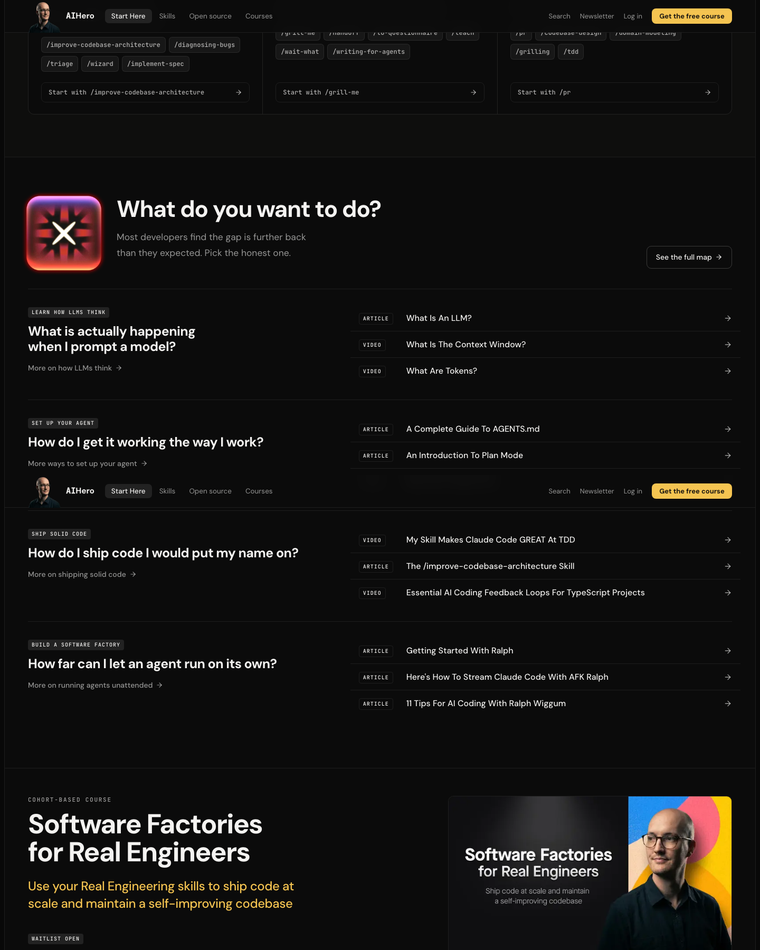 AIHero
Start Here
Skills
Open source
Courses
Search
Newsletter
Log in
Get the free course
/improve-codebase-architecture
/diagnosing-bugs
/triage
/wizard
/implement-spec
Start with /improve-codebase-architecture →
/grill-me
/handoff
/to-questionnaire
/teach
/wait-what
/writing-for-agents
Start with /grill-me →
/pr
/codebase-design
/domain-modeling
/grilling
/tdd
Start with /pr →
What do you want to do?
Most developers find the gap is further back
than they expected. Pick the honest one.
See the full map →
LEARN HOW LLMS THINK
What is actually happening
when I prompt a model?
More on how LLMs think →
ARTICLE What Is An LLM? →
VIDEO What Is The Context Window? →
VIDEO What Are Tokens? →
SET UP YOUR AGENT
How do I get it working the way I work?
More ways to set up your agent →
ARTICLE A Complete Guide To AGENTS.md →
ARTICLE An Introduction To Plan Mode →
AIHero
Start Here
Skills
Open source
Courses
Search
Newsletter
Log in
Get the free course
SHIP SOLID CODE
How do I ship code I would put my name on?
More on shipping solid code →
VIDEO My Skill Makes Claude Code GREAT At TDD →
ARTICLE The /improve-codebase-architecture Skill →
VIDEO Essential AI Coding Feedback Loops For TypeScript Projects →
BUILD A SOFTWARE FACTORY
How far can I let an agent run on its own?
More on running agents unattended →
ARTICLE Getting Started With Ralph →
ARTICLE Here's How To Stream Claude Code With AFK Ralph →
ARTICLE 11 Tips For AI Coding With Ralph Wiggum →
COHORT-BASED COURSE
Software Factories
for Real Engineers
Use your Real Engineering skills to ship code at
scale and maintain a self-improving codebase
WAITLIST OPEN
Software Factories
for Real Engineers
Ship code at scale and maintain
a self-improving codebase